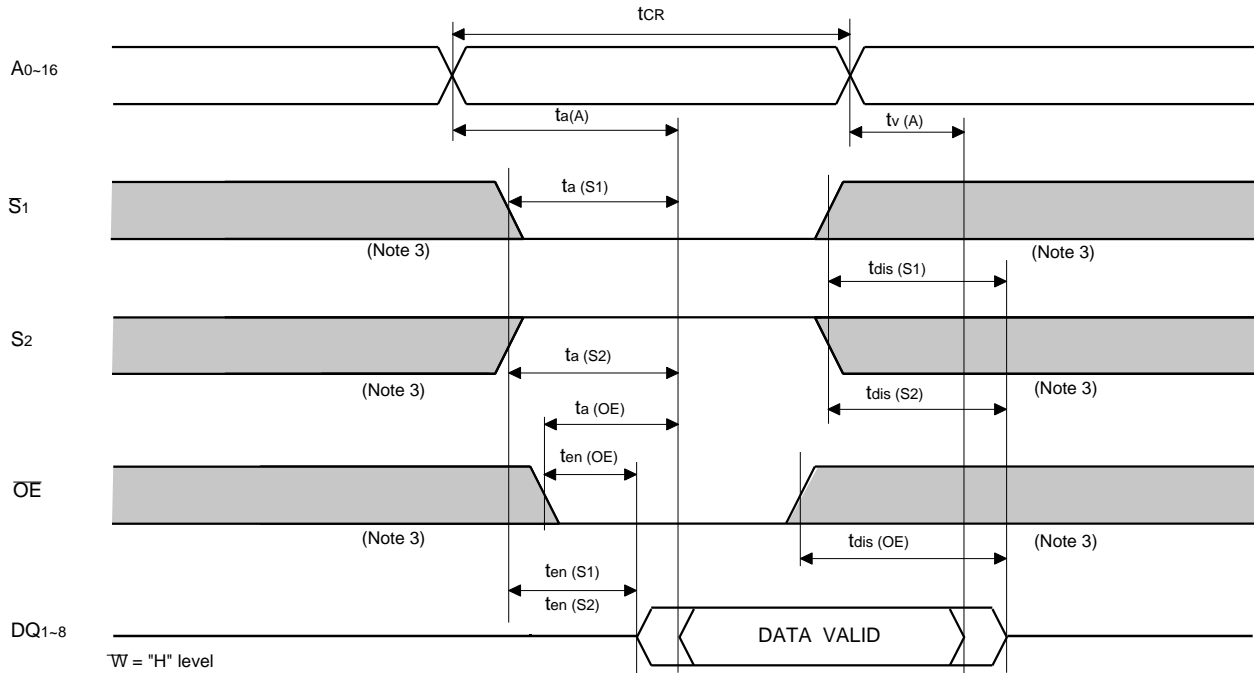 tCR
A0~16
ta(A)
tv (A)
S1
ta (S1)
(Note 3)
(Note 3)
tdis (S1)
S2
ta (S2)
(Note 3)
(Note 3)
tdis (S2)
ta (OE)
ten (OE)
OE
(Note 3)
(Note 3)
tdis (OE)
ten (S1)
ten (S2)
DQ1~8
DATA VALID
W = "H" level